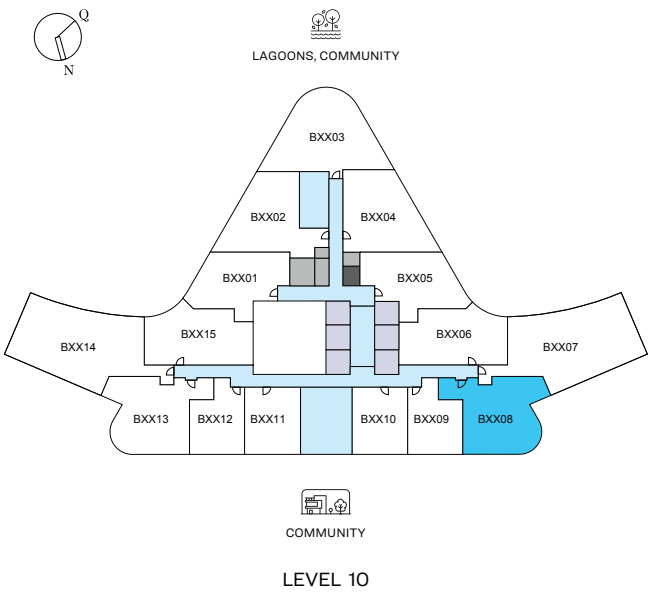 Q
N
LAGOONS, COMMUNITY
BXX03
BXX02
BXX04
BXX01
BXX05
BXX15
BXX06
BXX14
BXX07
BXX13
BXX12
BXX11
BXX10
BXX09
BXX08
COMMUNITY
LEVEL 10